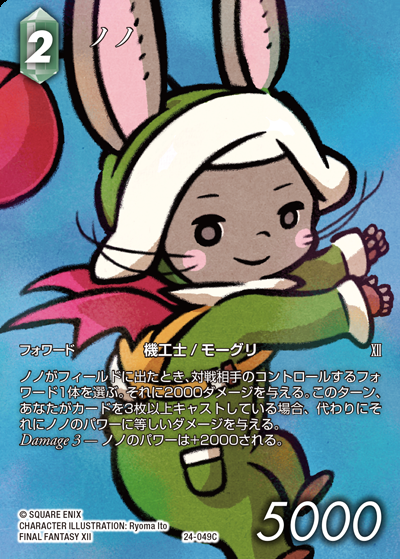 2
ノノ
フォワード 機工士 / モーグリ XII
ノノがフィールドに出たとき、対戦相手のコントロールするフォ
ワード1体を選ぶ。それに2000ダメージを与える。このターン、
あなたがカードを3枚以上キャストしている場合、代わりにそ
れにノノのパワーに等しいダメージを与える。
Damage 3 — ノノのパワーは+2000される。
© SQUARE ENIX
CHARACTER ILLUSTRATION: Ryoma Ito
FINAL FANTASY XII
24-049C
5000